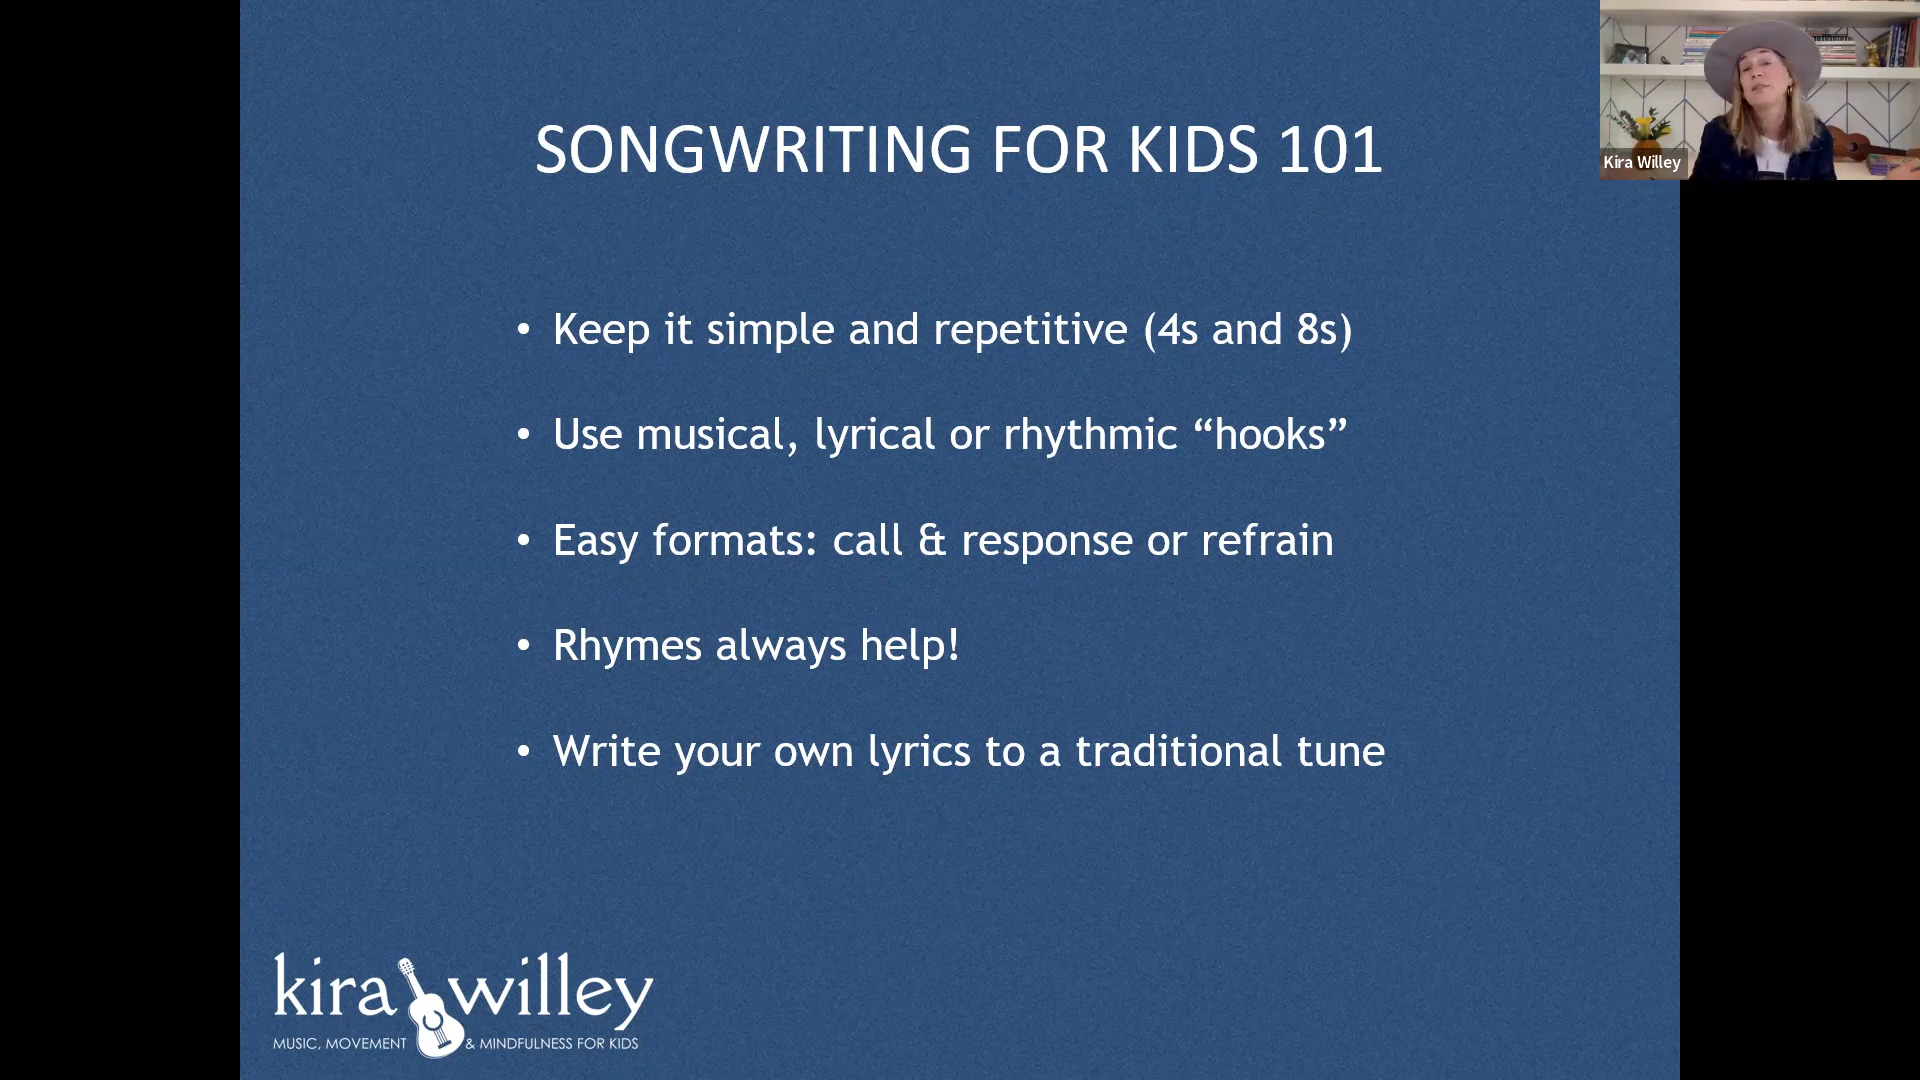 SONGWRITING FOR KIDS 101
Kira Willey
• Keep it simple and repetitive (4s and 8s)
• Use musical, lyrical or rhythmic “hooks”
• Easy formats: call & response or refrain
• Rhymes always help!
• Write your own lyrics to a traditional tune
kira willey
MUSIC, MOVEMENT & MINDFULNESS FOR KIDS